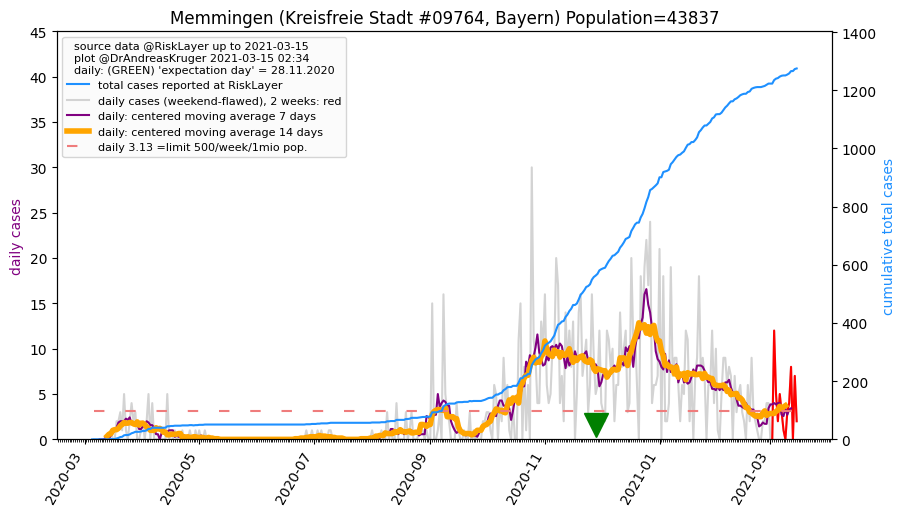 Memmingen (Kreisfreie Stadt #09764, Bayern) Population=43837
source data @RiskLayer up to 2021-03-15
plot @DrAndreasKruger 2021-03-15 02:34
daily: (GREEN) 'expectation day' = 28.11.2020
total cases reported at RiskLayer
daily cases (weekend-flawed), 2 weeks: red
daily: centered moving average 7 days
daily: centered moving average 14 days
daily 3.13 =limit 500/week/1mio pop.
daily cases
45
40
35
30
25
20
15
10
5
0
cumulative total cases
1400
1200
1000
800
600
400
200
0
2020-03
2020-05
2020-07
2020-09
2020-11
2021-01
2021-03